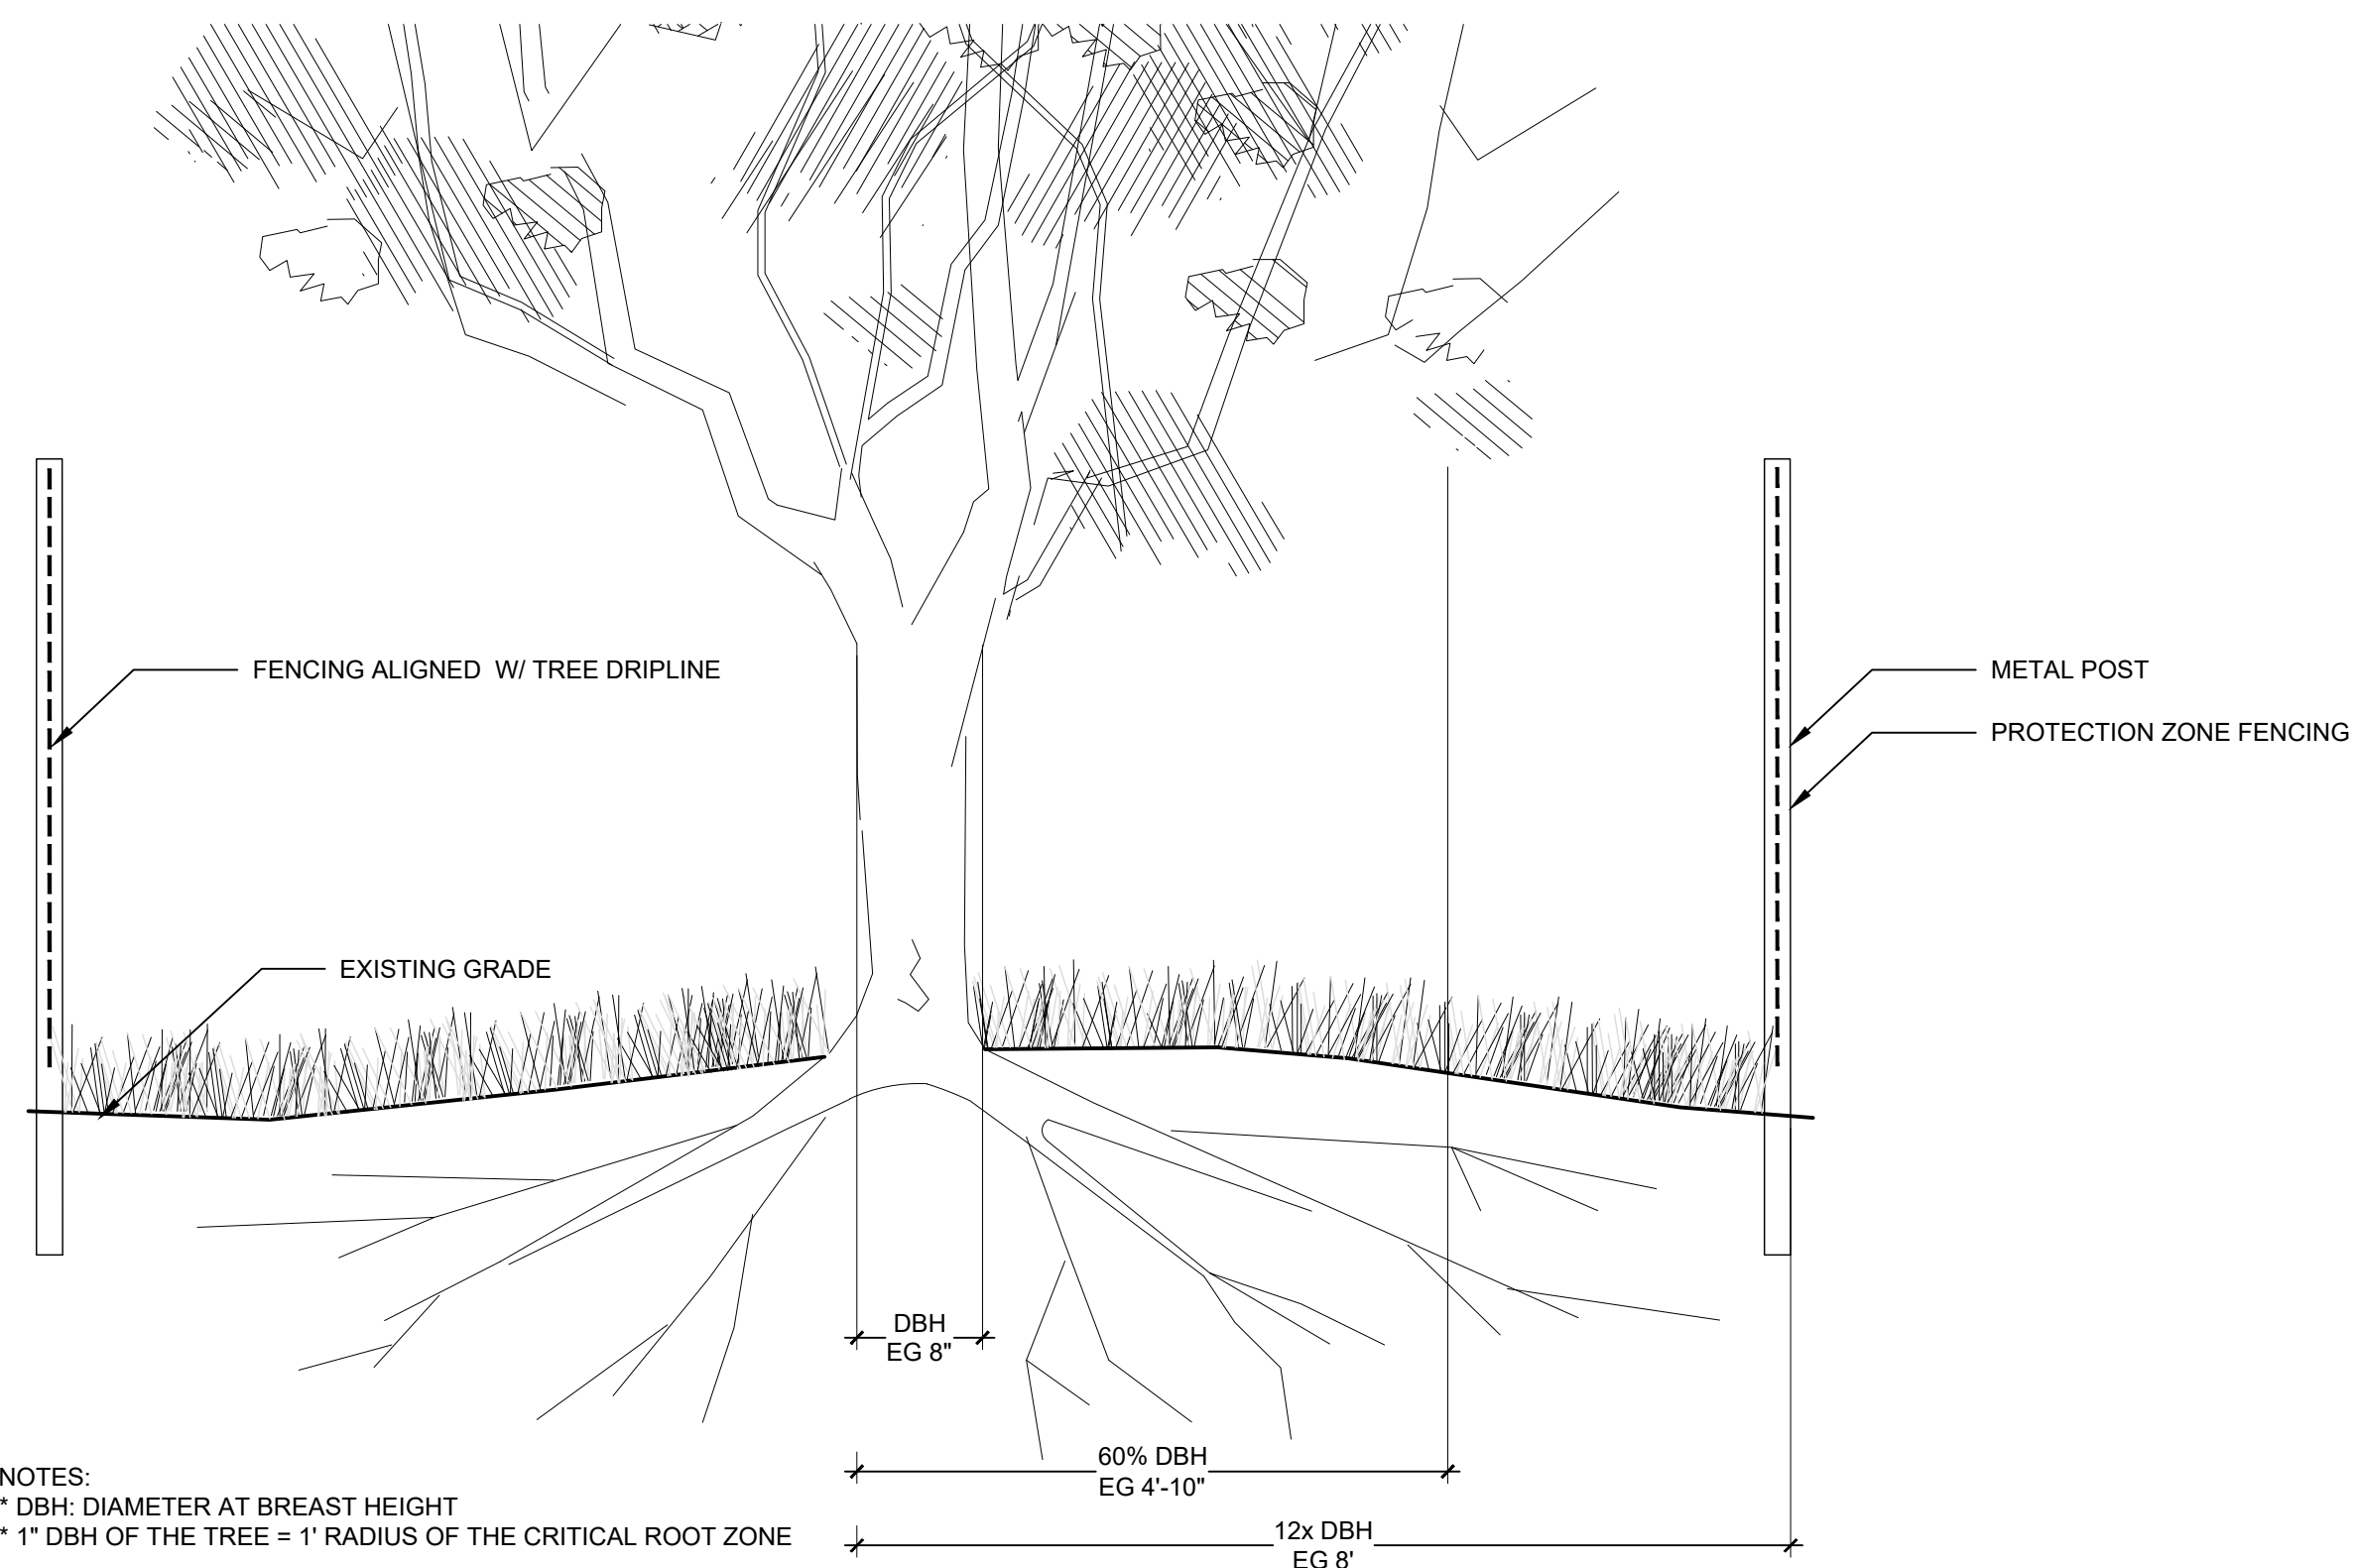 FENCING ALIGNED W/ TREE DRIPLINE
METAL POST
PROTECTION ZONE FENCING
EXISTING GRADE
DBH
EG 8"
60% DBH
EG 4'-10"
12x DBH
EG 8'
NOTES:
* DBH: DIAMETER AT BREAST HEIGHT
* 1" DBH OF THE TREE = 1' RADIUS OF THE CRITICAL ROOT ZONE